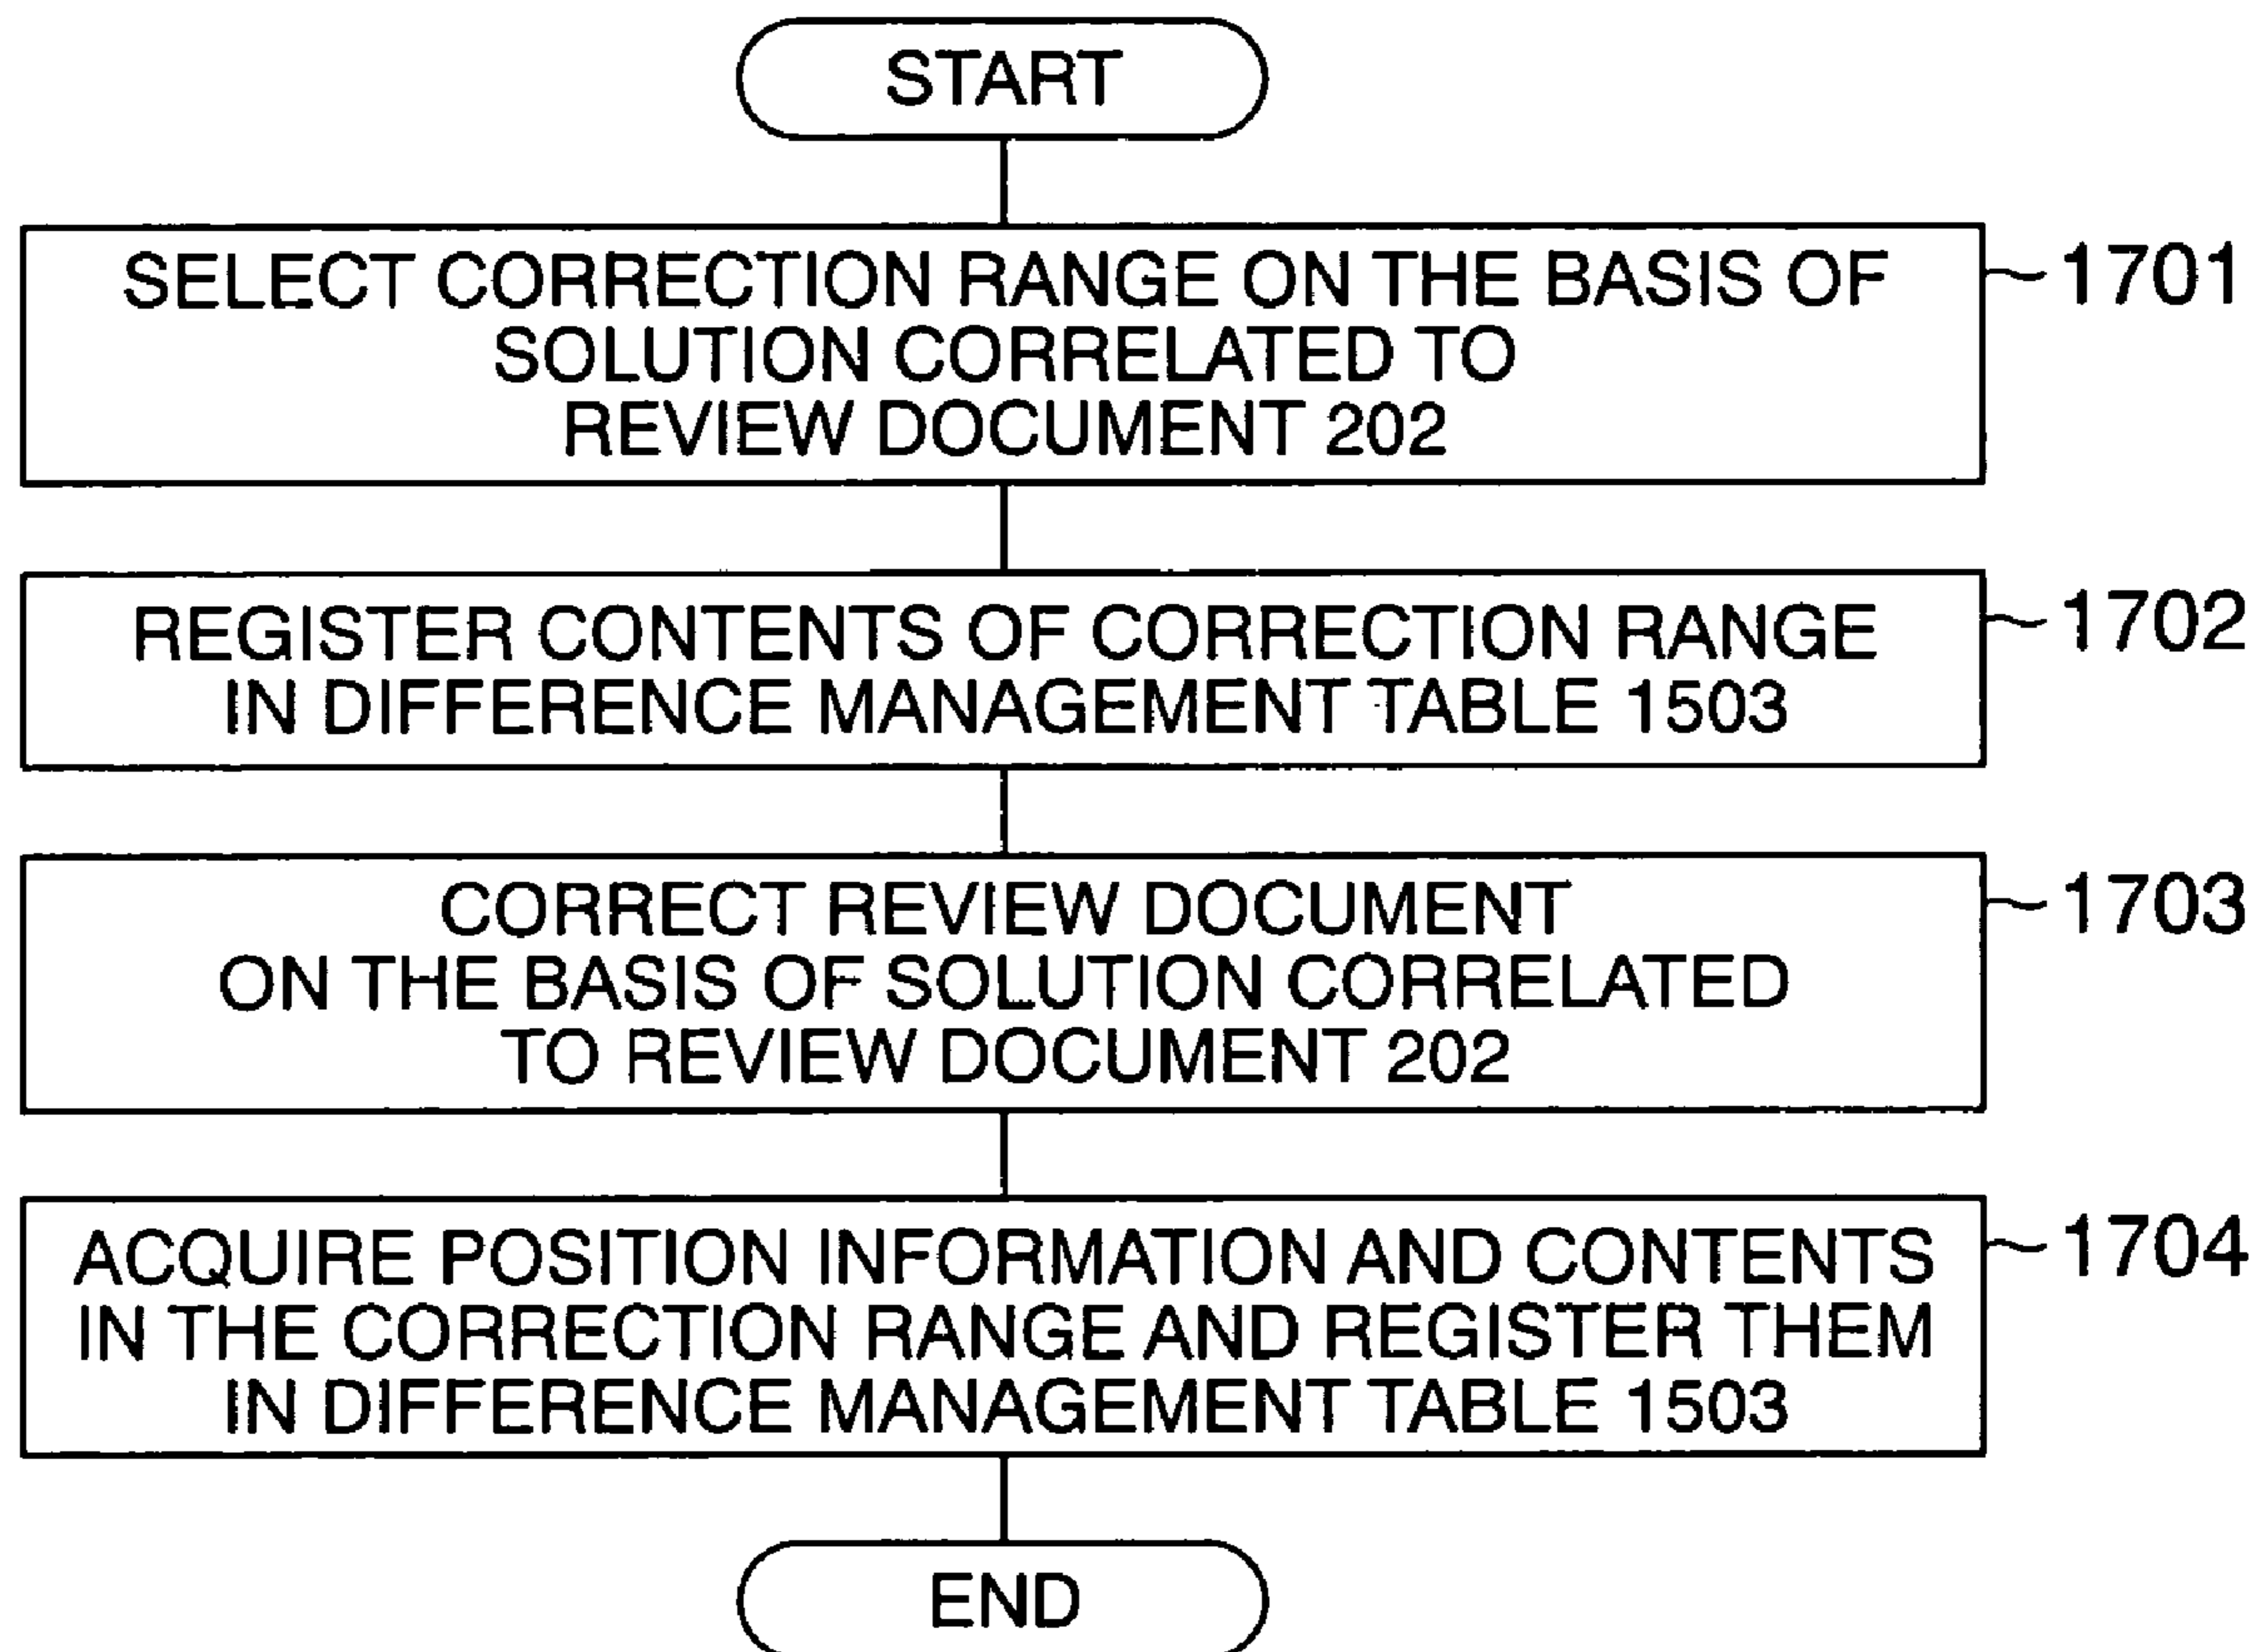 START
SELECT CORRECTION RANGE ON THE BASIS OF
SOLUTION CORRELATED TO
REVIEW DOCUMENT 202
1701
REGISTER CONTENTS OF CORRECTION RANGE
IN DIFFERENCE MANAGEMENT TABLE 1503
1702
CORRECT REVIEW DOCUMENT
ON THE BASIS OF SOLUTION CORRELATED
TO REVIEW DOCUMENT 202
1703
ACQUIRE POSITION INFORMATION AND CONTENTS
IN THE CORRECTION RANGE AND REGISTER THEM
IN DIFFERENCE MANAGEMENT TABLE 1503
1704
END